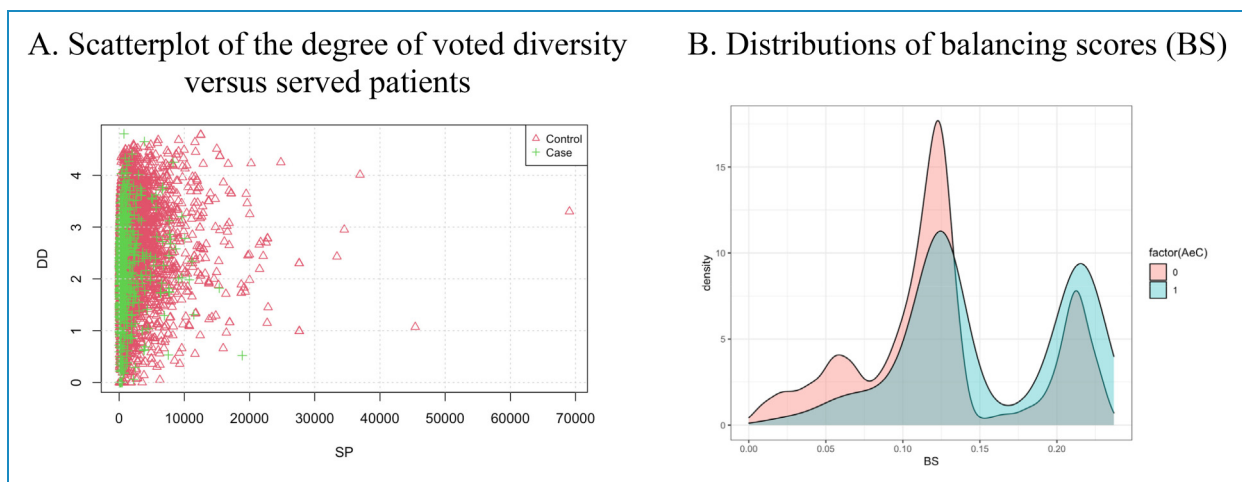 A. Scatterplot of the degree of voted diversity
versus served patients
Control
Case
4
3
2
1
0
DD
0
10000
20000
30000
40000
50000
60000
70000
SP
B. Distributions of balancing scores (BS)
15
10
5
0
density
0.00
0.05
0.10
0.15
0.20
BS
factor(AeC)
0
1